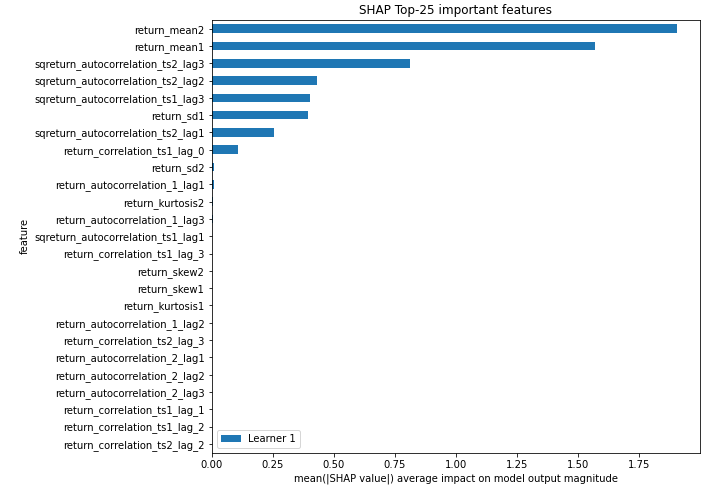 SHAP Top-25 important features
return_mean2
return_mean1
sqreturn_autocorrelation_ts2_lag3
sqreturn_autocorrelation_ts2_lag2
sqreturn_autocorrelation_ts1_lag3
return_sd1
sqreturn_autocorrelation_ts2_lag1
return_correlation_ts1_lag_0
return_sd2
return_autocorrelation_1_lag1
return_kurtosis2
return_autocorrelation_1_lag3
sqreturn_autocorrelation_ts1_lag1
return_correlation_ts1_lag_3
return_skew2
return_skew1
return_kurtosis1
return_autocorrelation_1_lag2
return_correlation_ts2_lag_3
return_autocorrelation_2_lag1
return_autocorrelation_2_lag2
return_autocorrelation_2_lag3
return_correlation_ts1_lag_1
return_correlation_ts1_lag_2
return_correlation_ts2_lag_2
feature
Learner 1
0.00 0.25 0.50 0.75 1.00 1.25 1.50 1.75
mean(|SHAP value|) average impact on model output magnitude